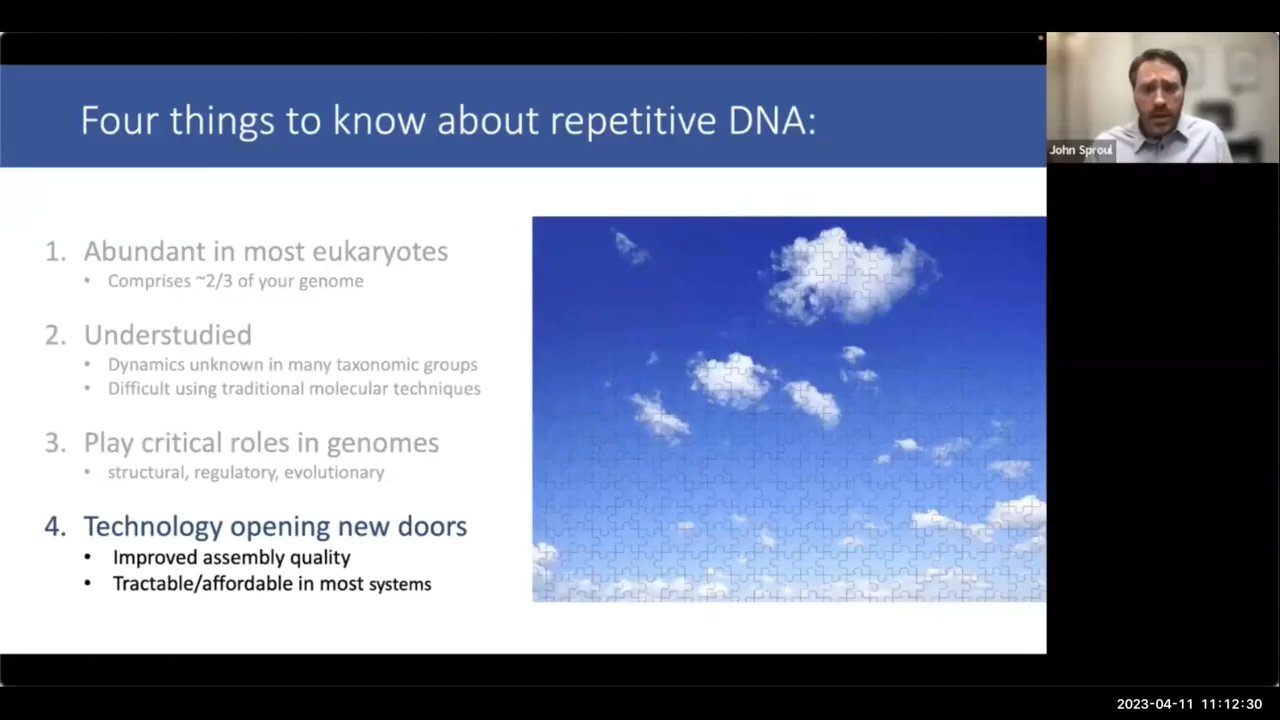 Four things to know about repetitive DNA:
John Sproul
1. Abundant in most eukaryotes
• Comprises ~2/3 of your genome
2. Understudied
• Dynamics unknown in many taxonomic groups
• Difficult using traditional molecular techniques
3. Play critical roles in genomes
• structural, regulatory, evolutionary
4. Technology opening new doors
• Improved assembly quality
• Tractable/affordable in most systems
2023-04-11 11:12:30